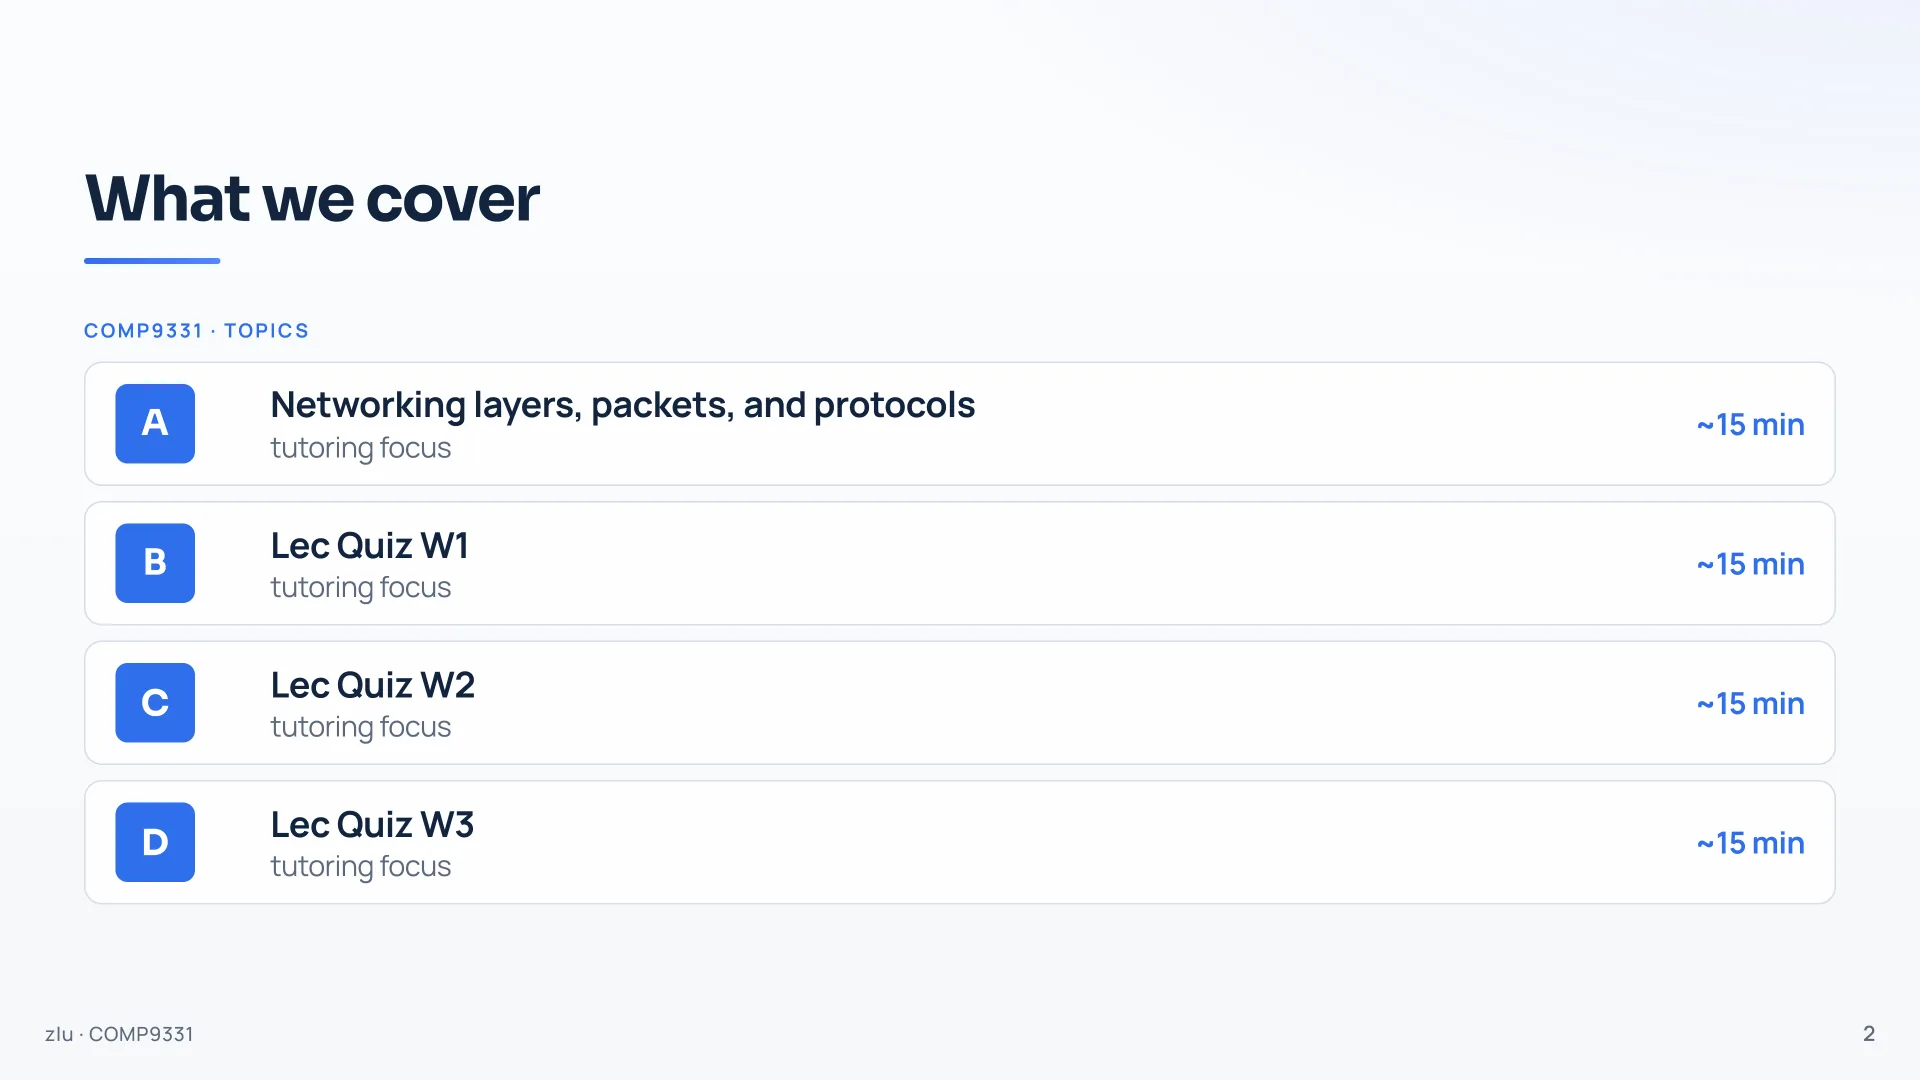 What we cover
COMP9331 · TOPICS
A
Networking layers, packets, and protocols
tutoring focus
~15 min
B
Lec Quiz W1
tutoring focus
~15 min
C
Lec Quiz W2
tutoring focus
~15 min
D
Lec Quiz W3
tutoring focus
~15 min
zlu · COMP9331
2